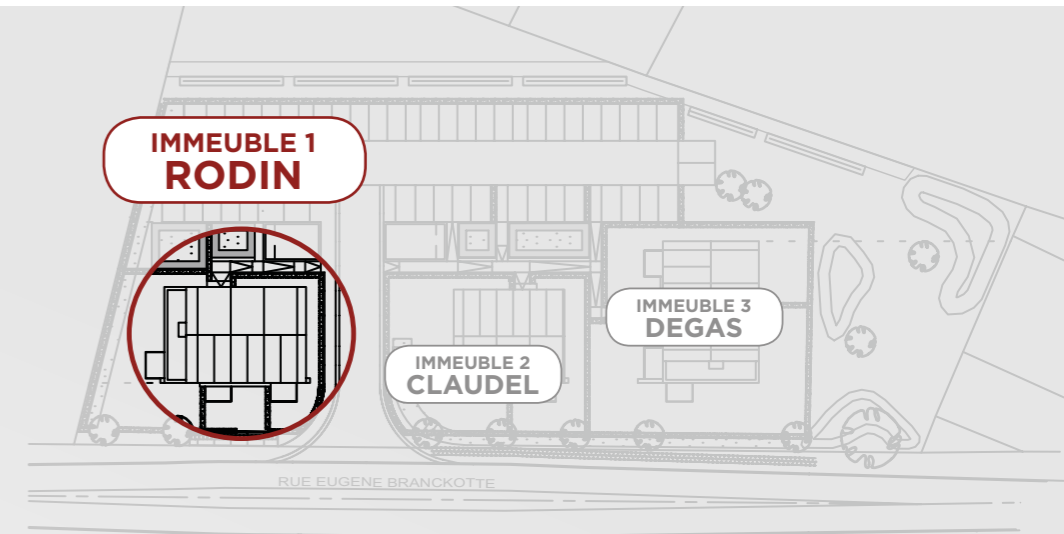 IMMEUBLE 1
RODIN
IMMEUBLE 2
CLAUDEL
IMMEUBLE 3
DEGAS
RUE EUGENE BRANCKOTTE